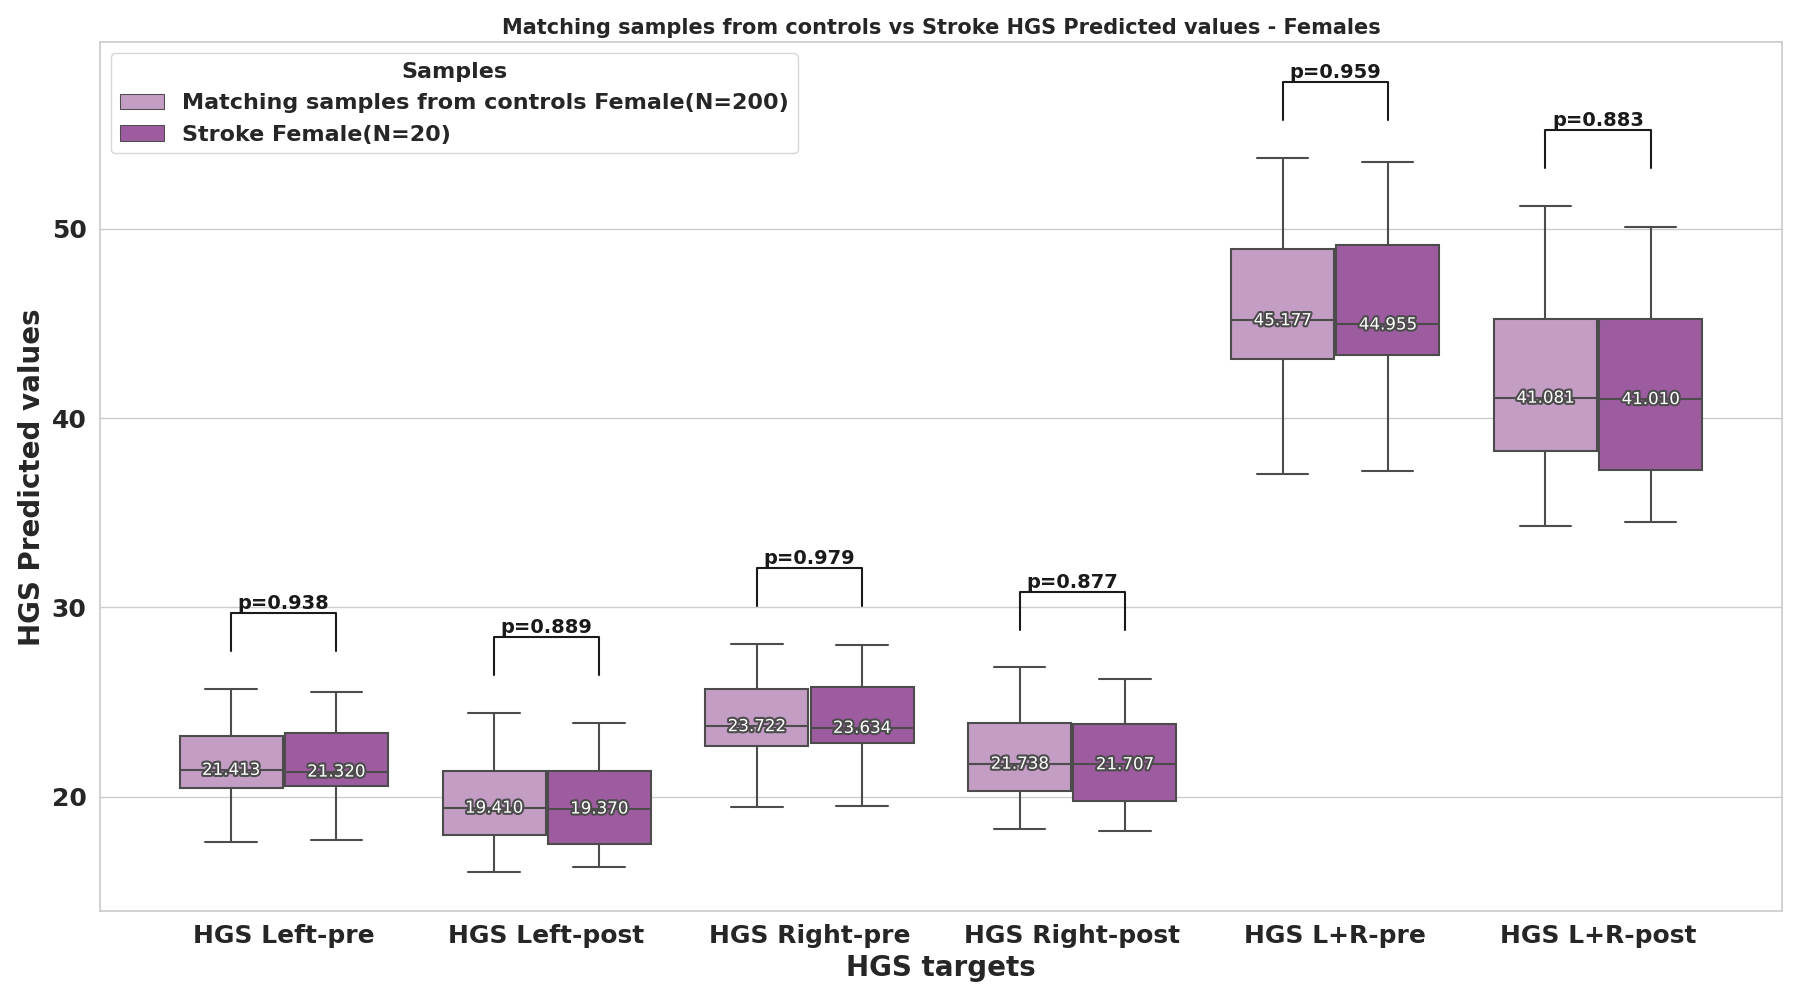 Matching samples from controls vs Stroke HGS Predicted values - Females
Samples
Matching samples from controls Female(N=200)
Stroke Female(N=20)
p=0.959
p=0.883
50
45.177
44.955
41.081
41.010
40
HGS Predicted values
p=0.979
p=0.877
p=0.938
p=0.889
30
23.722
23.634
21.738
21.707
21.413
21.320
19.410
19.370
20
HGS Left-pre
HGS Left-post
HGS Right-pre
HGS Right-post
HGS L+R-pre
HGS L+R-post
HGS targets